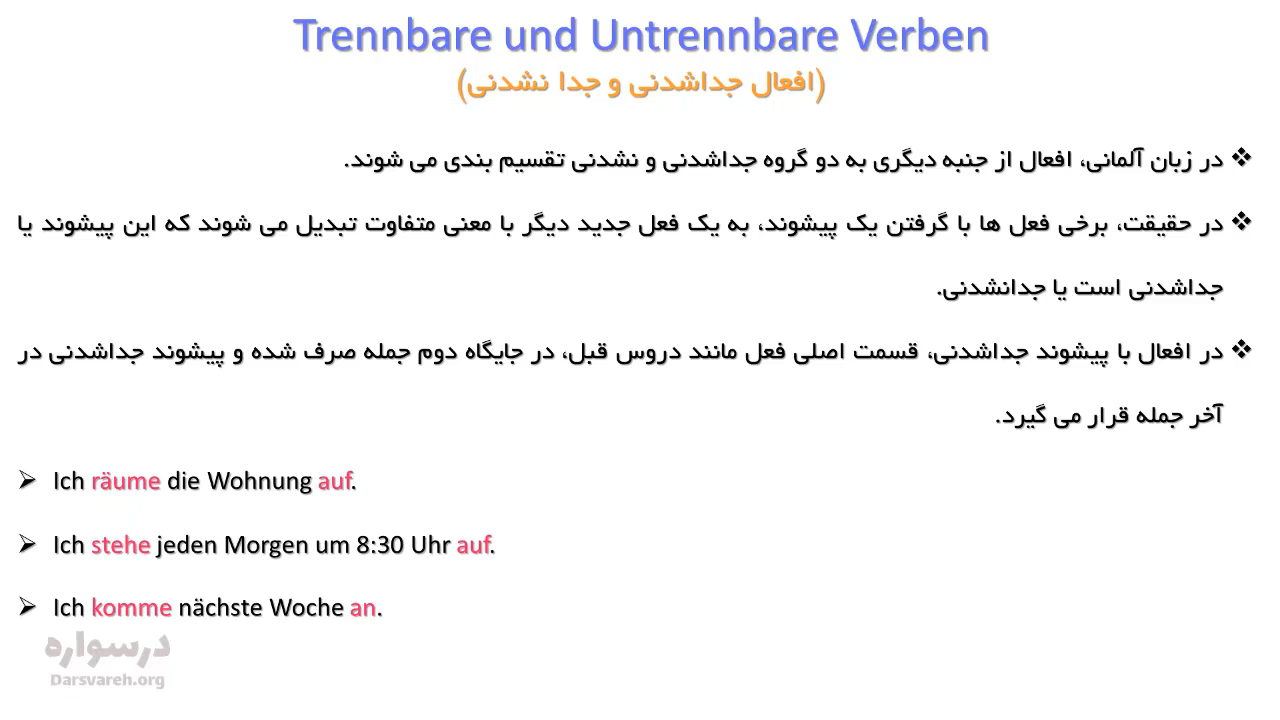 Trennbare und Untrennbare Verben
(افعال جداشدنی و جدا نشدنی)
❖ در زبان آلمانی، افعال از جنبه دیگری به دو گروه جداشدنی و نشدنی تقسیم بندی می شوند.
❖ در حقیقت، برخی فعل ها با گرفتن یک پیشوند، به یک فعل جدید دیگر با معنی متفاوت تبدیل می شوند که این پیشوند یا
جداشدنی است یا جدانشدنی.
❖ در افعال با پیشوند جداشدنی، قسمت اصلی فعل مانند دروس قبل، در جایگاه دوم جمله صرف شده و پیشوند جداشدنی در
آخر جمله قرار می گیرد.
➢ Ich räume die Wohnung auf.
➢ Ich stehe jeden Morgen um 8:30 Uhr auf.
➢ Ich komme nächste Woche an.
درسواره
Darsvareh.org